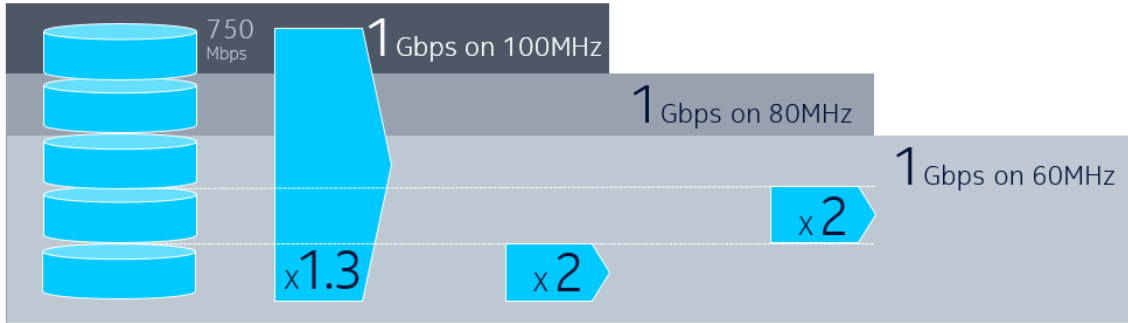 750
Mbps
1 Gbps on 100MHz
1 Gbps on 80MHz
1 Gbps on 60MHz
x 2
x1.3
x 2